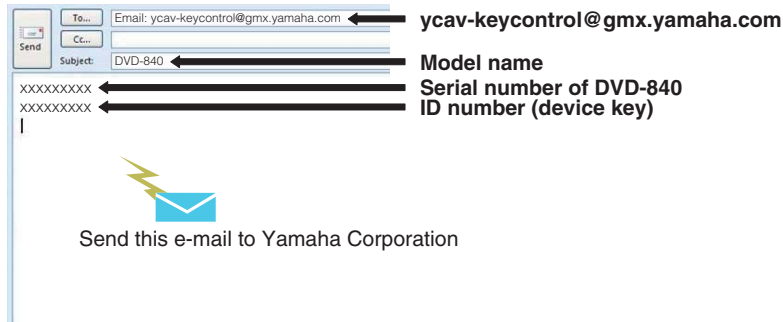 To... Email: ycav-keycontrol@gmx.yamaha.com ycav-keycontrol@gmx.yamaha.com
Cc...
Send
Subject: DVD-840 Model name
XXXXXXXXX Serial number of DVD-840
XXXXXXXXX ID number (device key)
Send this e-mail to Yamaha Corporation